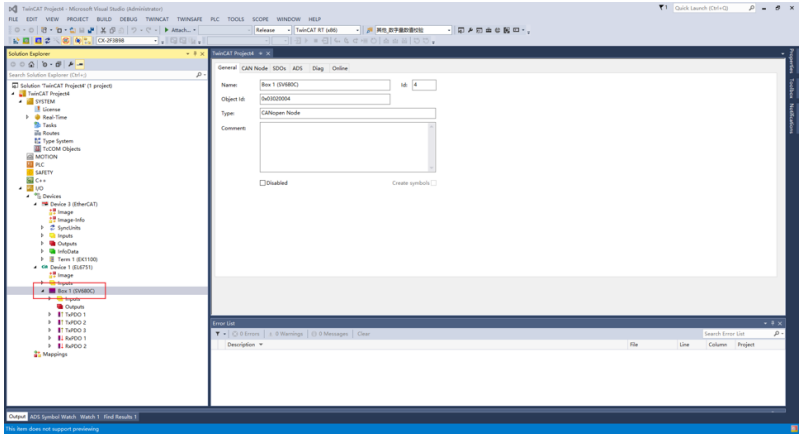 TwinCAT Project4 - Microsoft Visual Studio (Administrator)
Quick Launch (Ctrl+Q)
FILE EDIT VIEW PROJECT BUILD DEBUG TWINCAT TWINSAFE PLC TOOLS SCOPE WINDOW HELP
Attach...
Release
TwinCAT RT (x86)
CX-2F3898
Solution Explorer
Search Solution Explorer (Ctrl+;)
Solution 'TwinCAT Project4' (1 project)
TwinCAT Project4
SYSTEM
License
Real-Time
Tasks
Routes
Type System
TcCOM Objects
MOTION
PLC
SAFETY
C++
I/O
Devices
Device 3 (EtherCAT)
Image
Image-Info
SyncUnits
Inputs
Outputs
InfoData
Term 1 (EK1100)
Device 1 (EL6751)
Image
Inputs
Box 1 (SV680C)
Inputs
Outputs
TxPDO 1
TxPDO 2
TxPDO 3
RxPDO 1
RxPDO 2
Mappings
TwinCAT Project4
General CAN Node SDOs ADS Diag Online
Name: Box 1 (SV680C) Id: 4
Object Id: 0x03020004
Type: CANopen Node
Comment:
Disabled Create symbols
Error List
0 Errors 0 Warnings 0 Messages Clear
Search Error List
Description File Line Column Project
Properties
Toolbox
Notifications
Output ADS Symbol Watch Watch 1 Find Results 1
This item does not support previewing